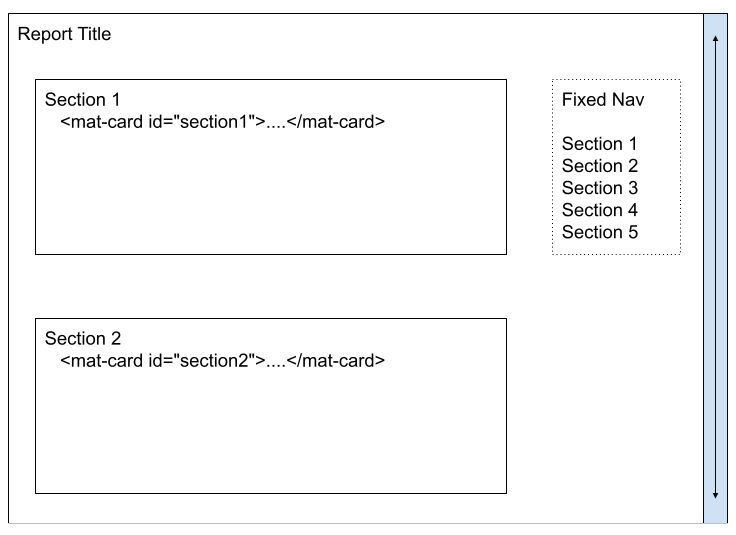 Report Title
Section 1
<mat-card id="section1">....</mat-card>
Fixed Nav
Section 1
Section 2
Section 3
Section 4
Section 5
Section 2
<mat-card id="section2">....</mat-card>